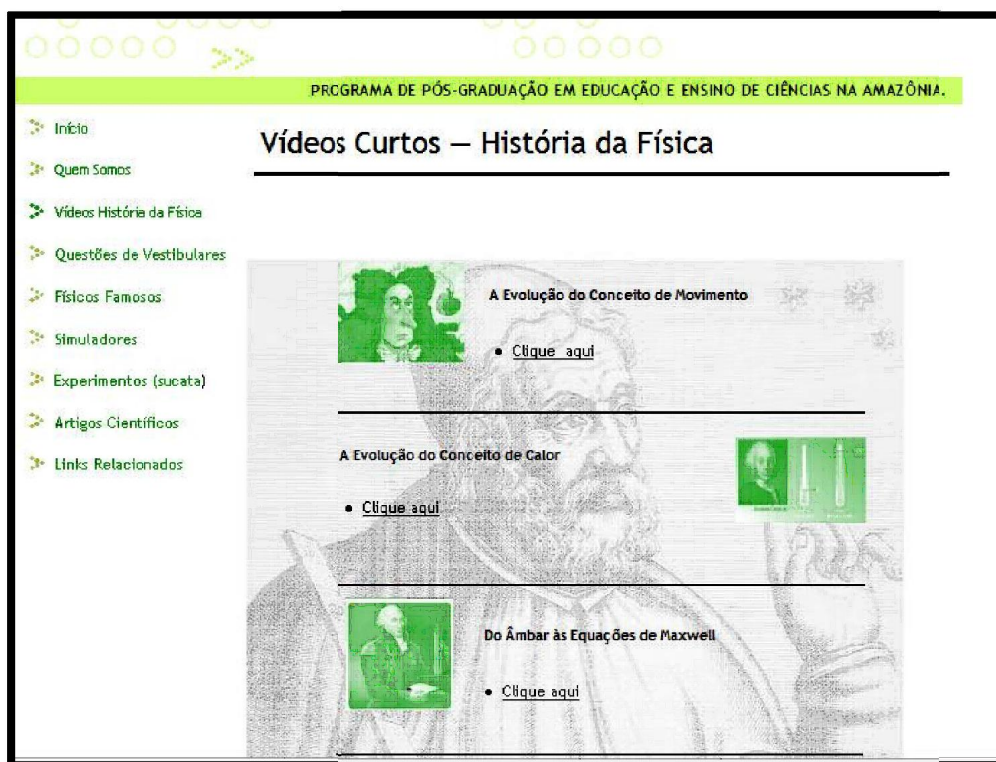 PROGRAMA DE PÓS-GRADUAÇÃO EM EDUCAÇÃO E ENSINO DE CIÊNCIAS NA AMAZÔNIA.
Início
Quem Somos
Vídeos História da Física
Questões de Vestibulares
Físicos Famosos
Simuladores
Experimentos (sucata)
Artigos Científicos
Links Relacionados
Vídeos Curtos — História da Física
A Evolução do Conceito de Movimento
• Clique aqui
A Evolução do Conceito de Calor
• Clique aqui
Do Âmbar às Equações de Maxwell
• Clique aqui